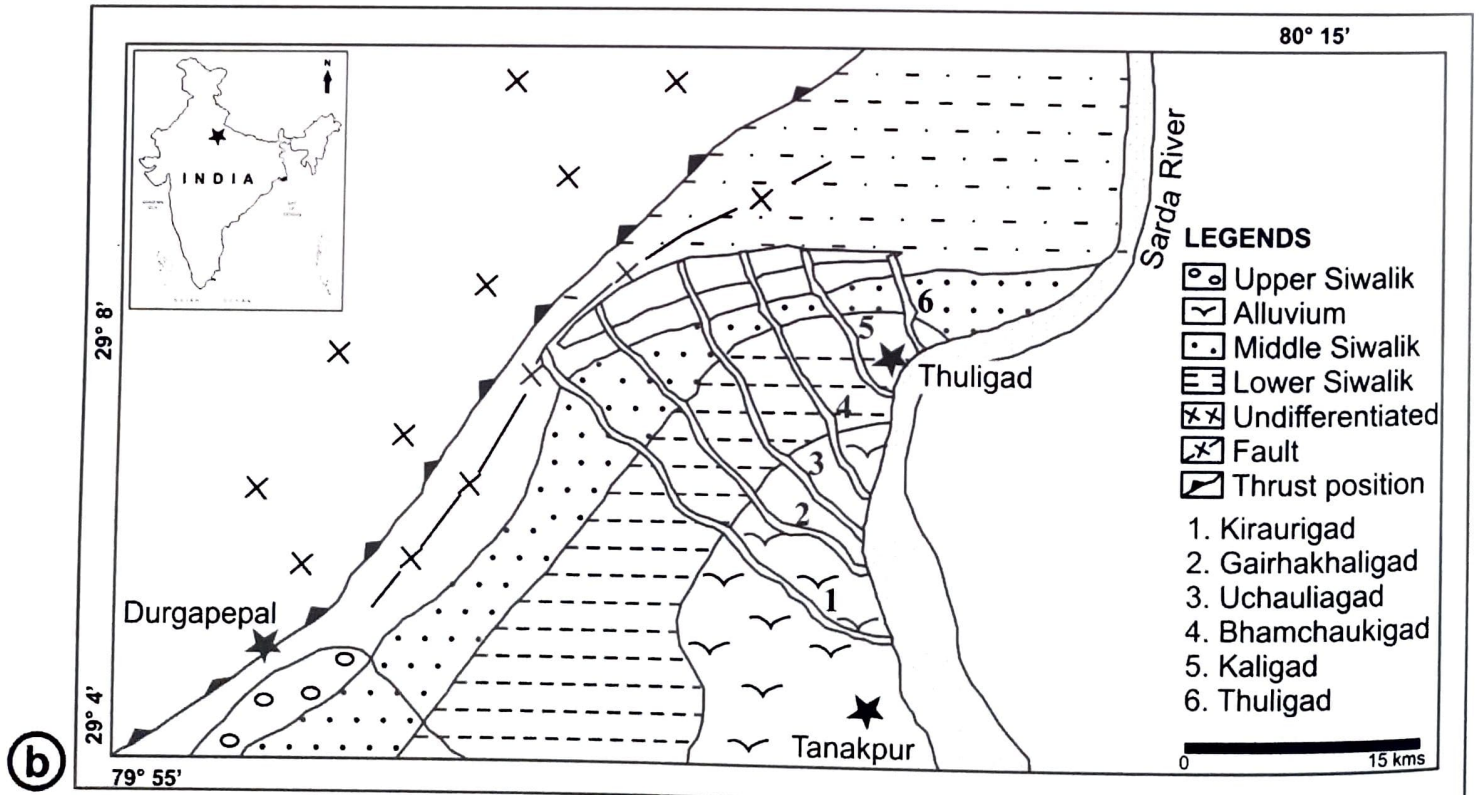 80° 15’
N
INDIA
Sarda River
29° 8’
LEGENDS
Upper Siwalik
Alluvium
Middle Siwalik
Lower Siwalik
Undifferentiated
Fault
Thrust position
1. Kiraurigad
2. Gairhakhaligad
3. Uchauliagad
4. Bhamchaukigad
5. Kaligad
6. Thuligad
6
5
Thuligad
4
3
2
1
Durgapepal
29° 4’
Tanakpur
0 15 kms
b
79° 55’